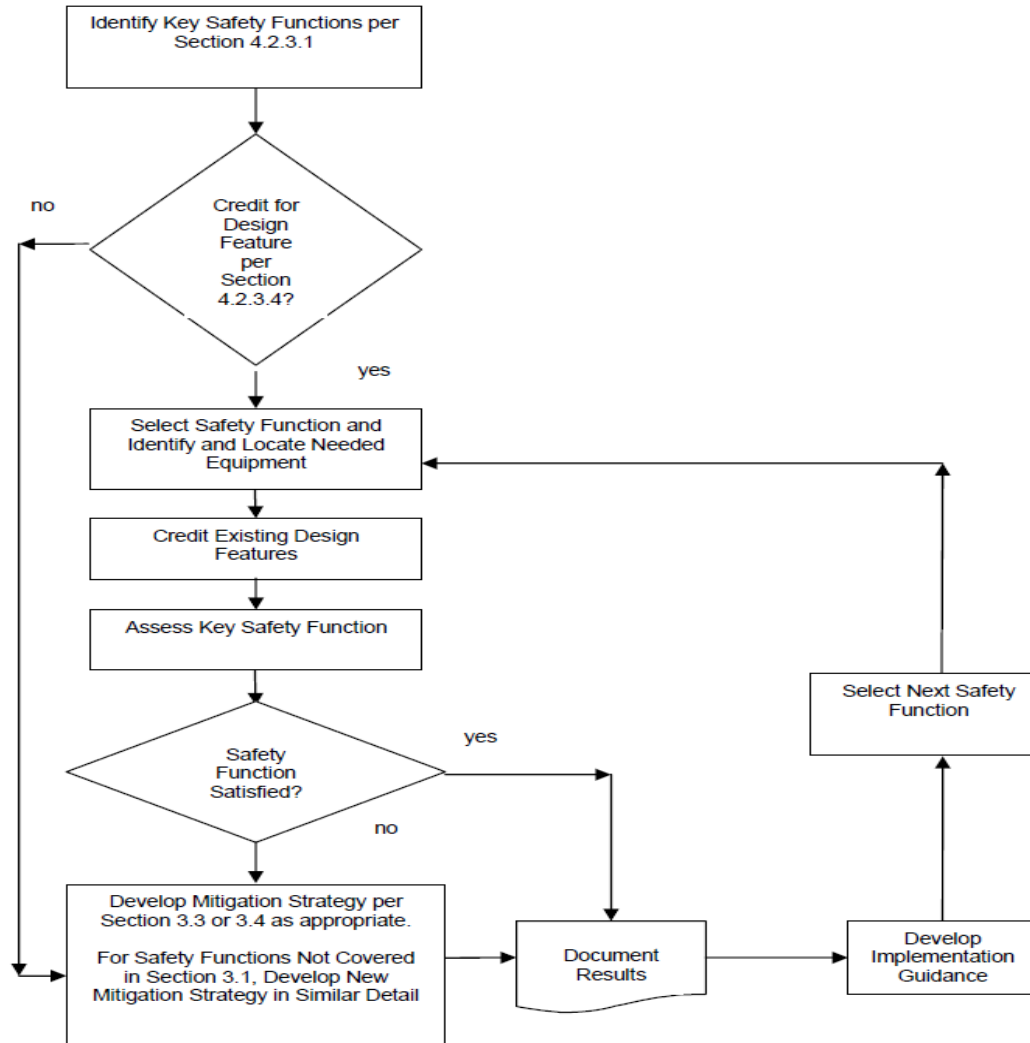 Identify Key Safety Functions per
Section 4.2.3.1
no
Credit for
Design
Feature
per
Section
4.2.3.4?
yes
Select Safety Function and
Identify and Locate Needed
Equipment
Credit Existing Design
Features
Assess Key Safety Function
Select Next Safety
Function
yes
Safety
Function
Satisfied?
no
Develop Mitigation Strategy per
Section 3.3 or 3.4 as appropriate.
For Safety Functions Not Covered
in Section 3.1, Develop New
Mitigation Strategy in Similar Detail
Document
Results
Develop
Implementation
Guidance